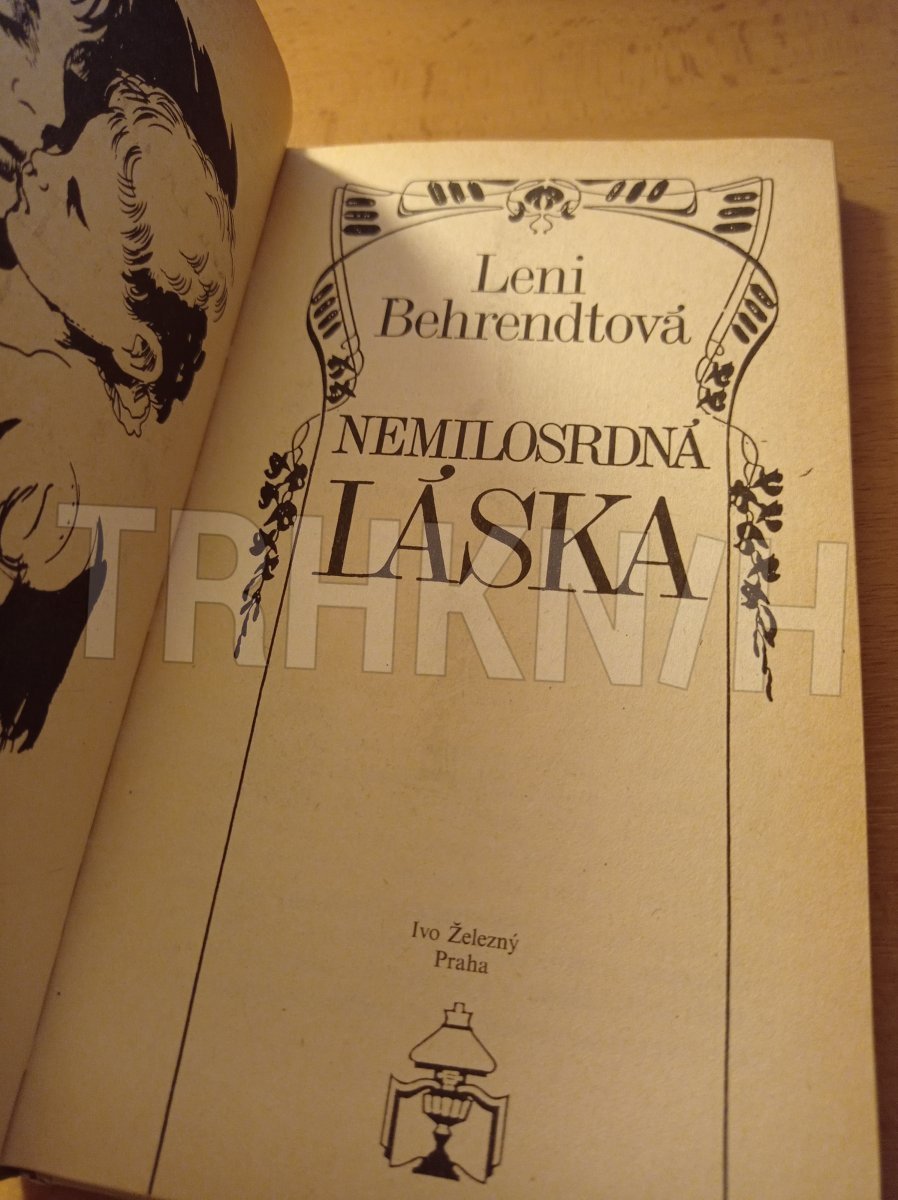 Leni
Behrendtová
NEMILOSRDNÁ
LÁSKA
TRHKNIH
Ivo Železný
Praha